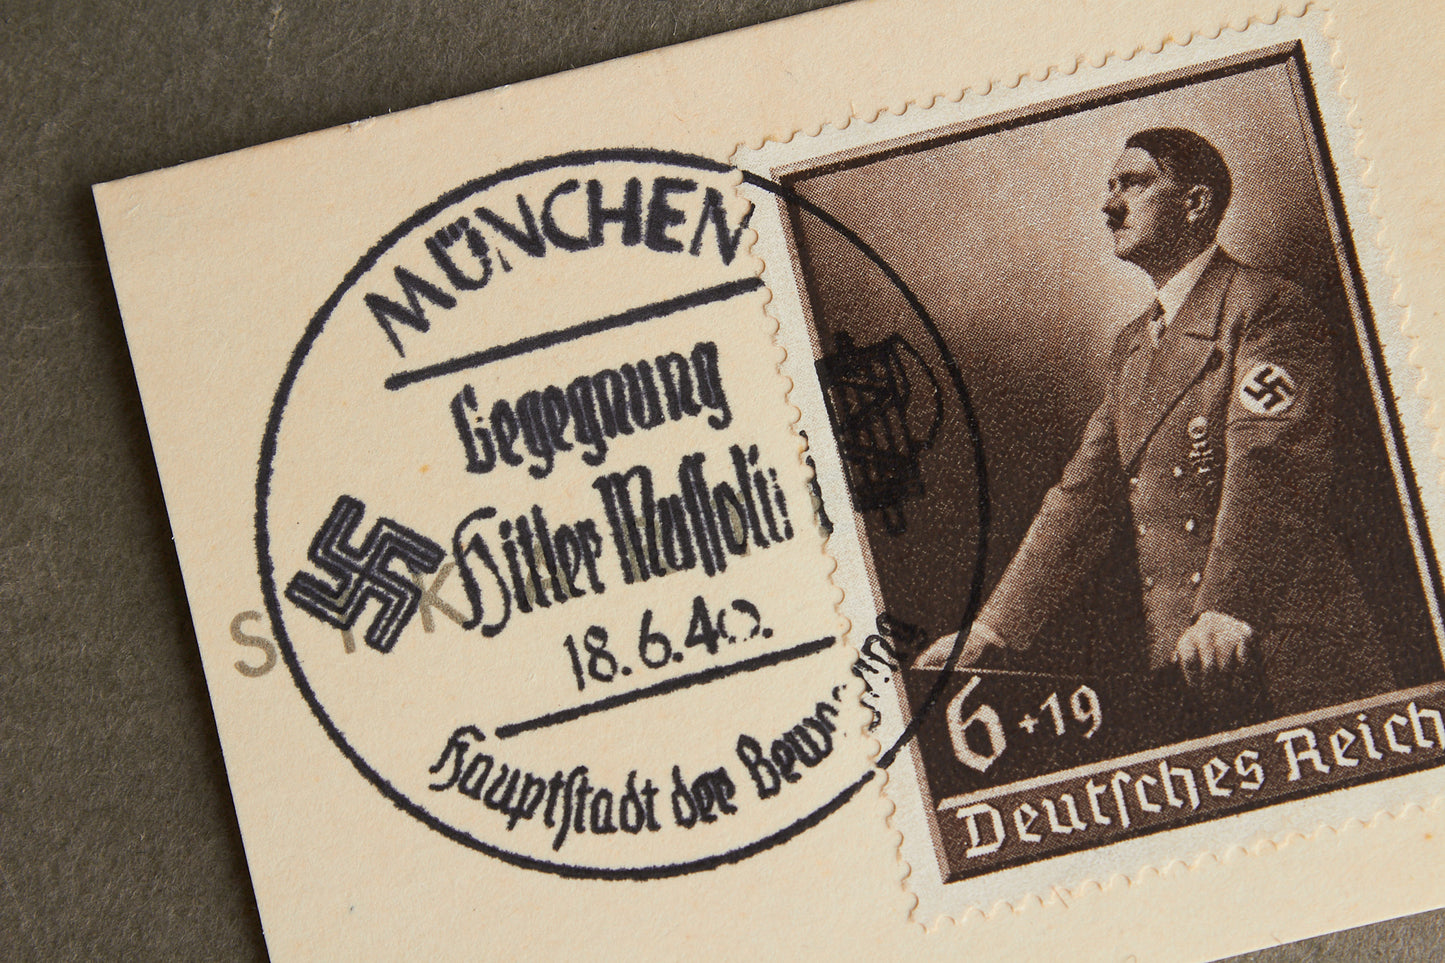 MÜNCHEN
Begegnung
Hitler Mussolini
18.6.40.
Hauptstadt der Bewegung
6+19
Deutsches Reich